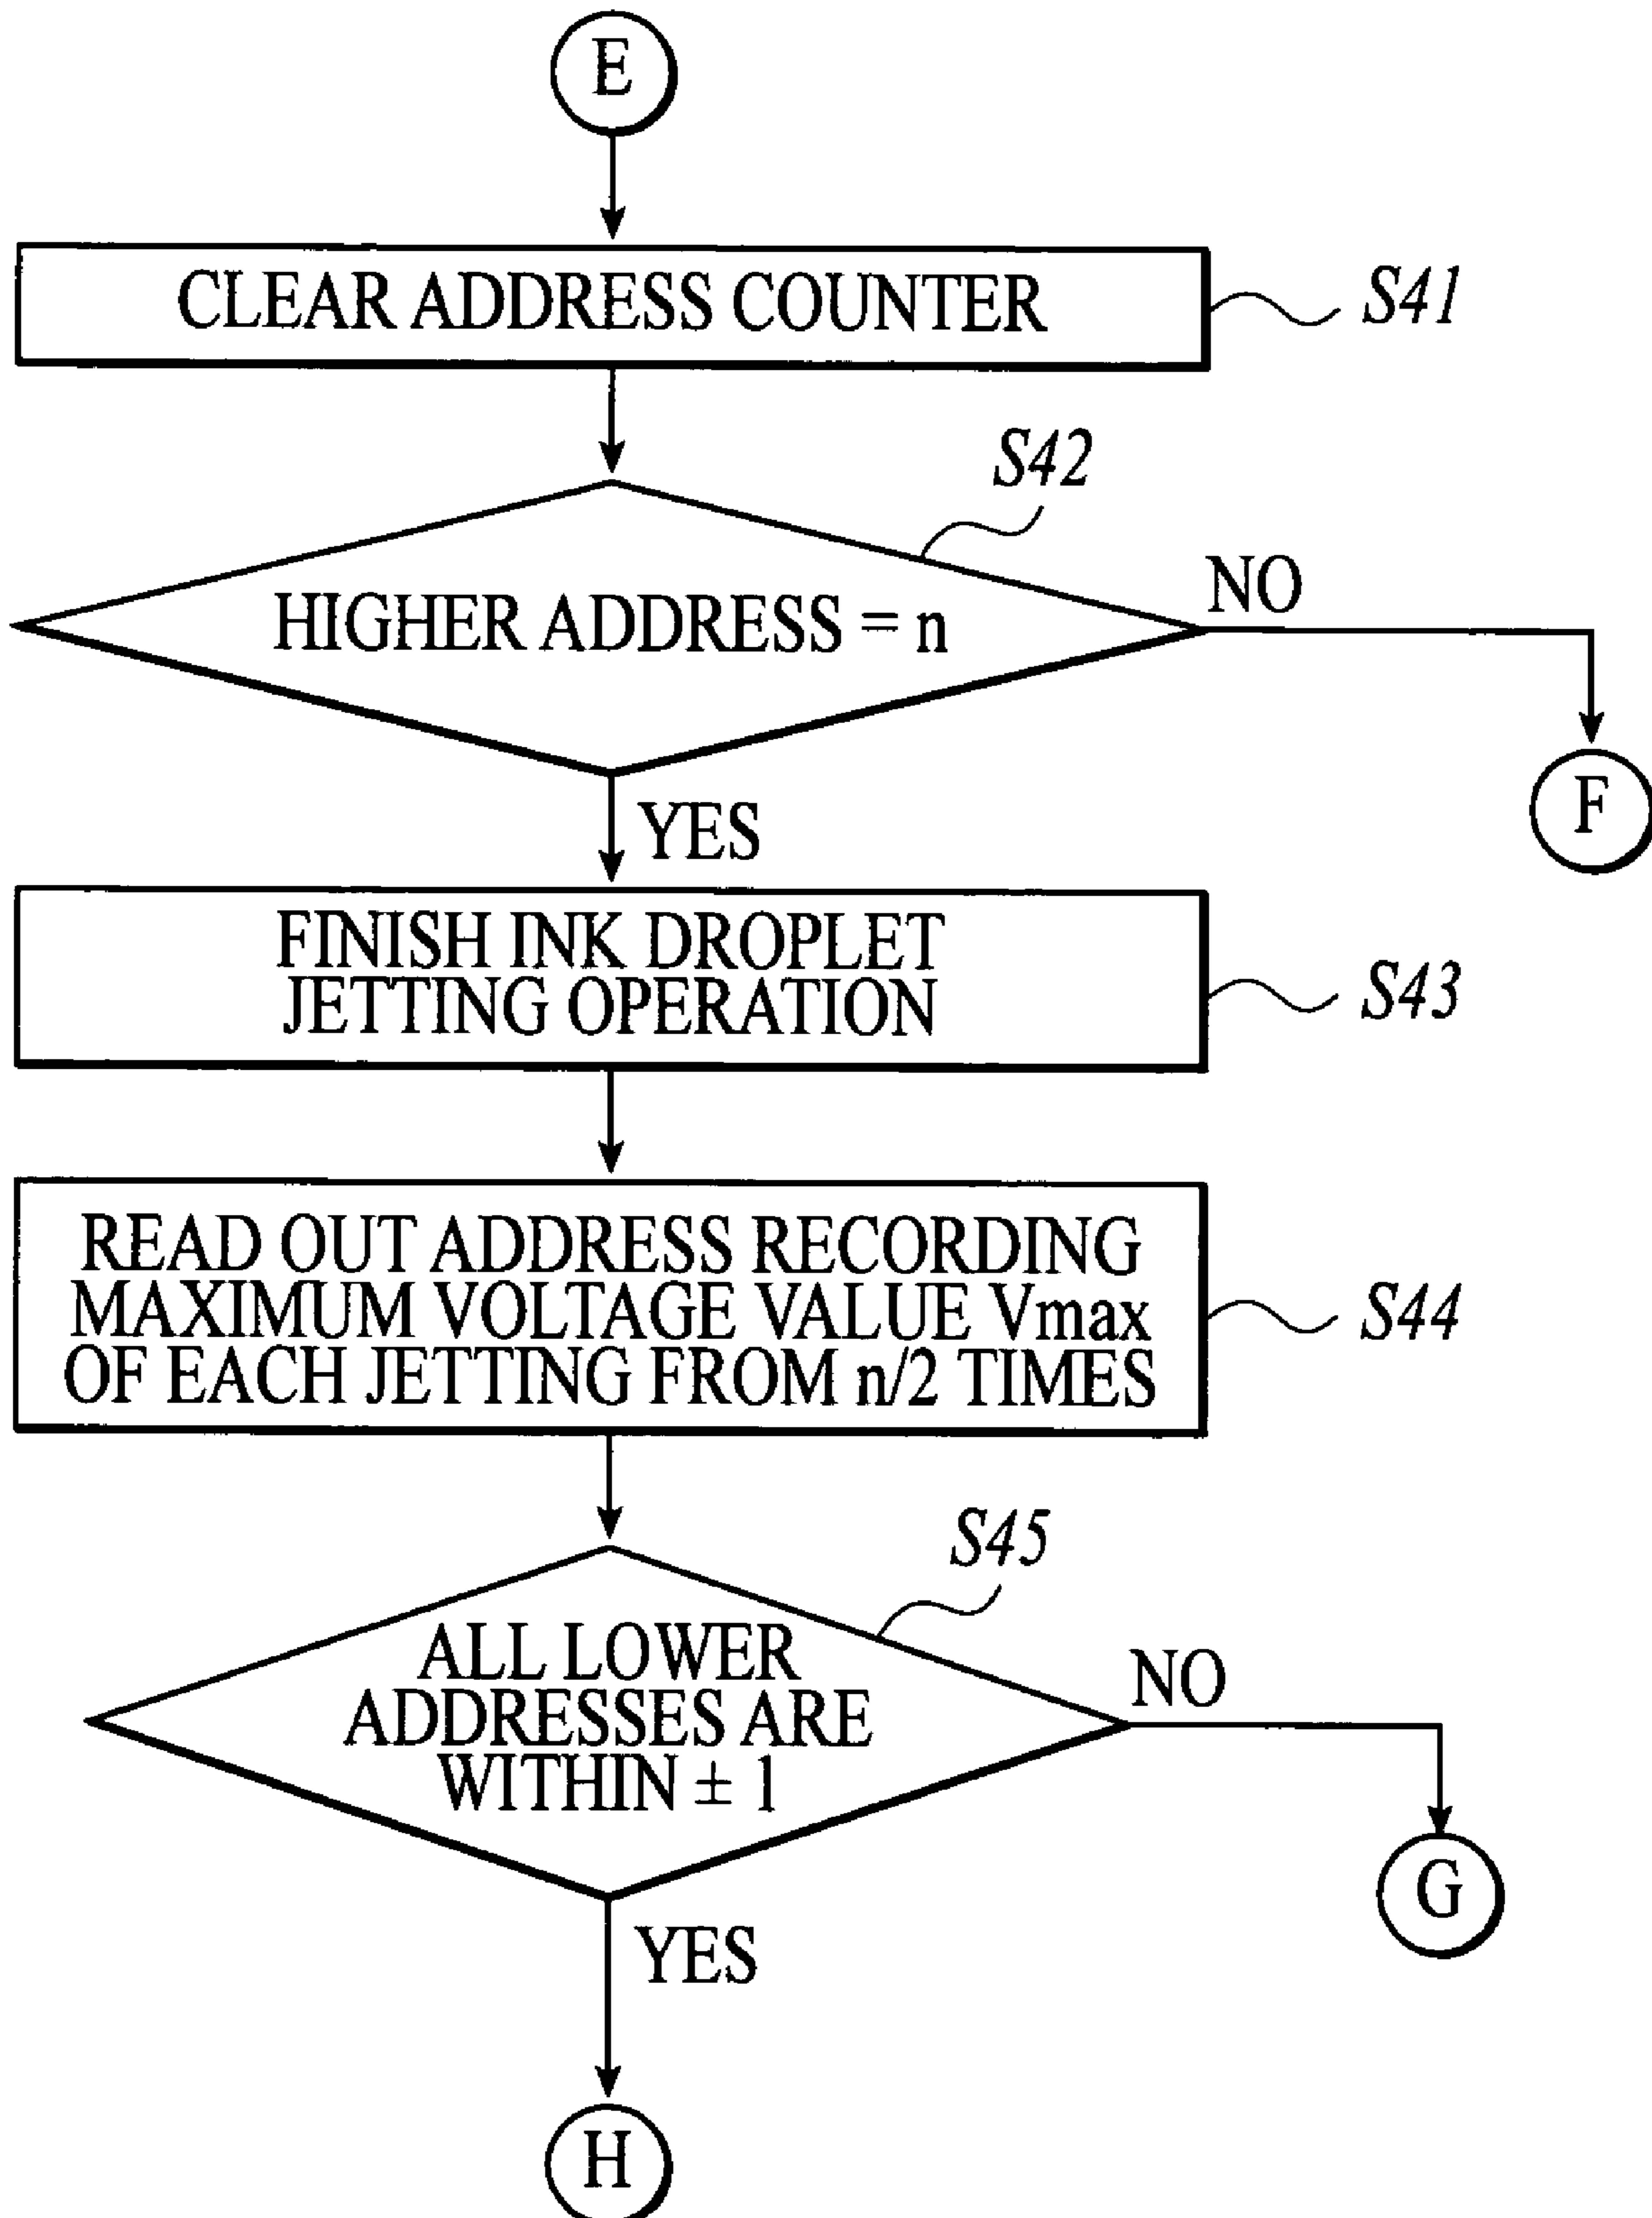 E
CLEAR ADDRESS COUNTER
S41
S42
HIGHER ADDRESS = n
NO
F
YES
FINISH INK DROPLET
JETTING OPERATION
S43
READ OUT ADDRESS RECORDING
MAXIMUM VOLTAGE VALUE Vmax
OF EACH JETTING FROM n/2 TIMES
S44
S45
ALL LOWER
ADDRESSES ARE
WITHIN ± 1
NO
G
YES
H